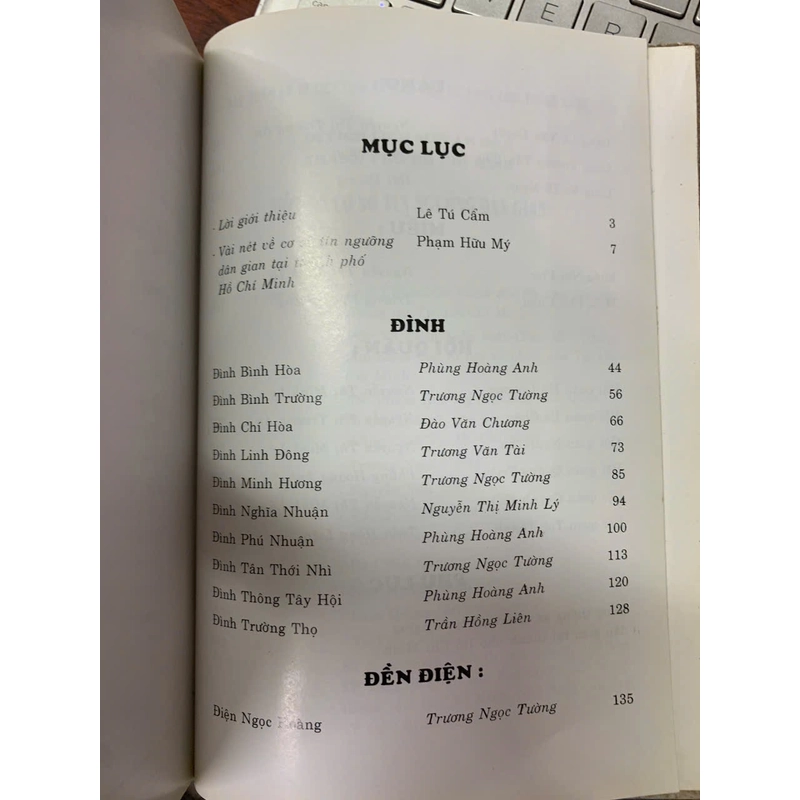 MỤC LỤC
- Lời giới thiệu Lê Tú Cẩm 3
- Vài nét về cơ tín ngưỡng Phạm Hữu Mý 7
dân gian tại phố
Hồ Chí Minh
ĐÌNH
Đình Bình Hòa Phùng Hoàng Anh 44
Đình Bình Trường Trương Ngọc Tường 56
Đình Chí Hòa Đào Văn Chương 66
Đình Linh Đông Trương Văn Tài 73
Đình Minh Hương Trương Ngọc Tường 85
Đình Nghĩa Nhuận Nguyễn Thị Minh Lý 94
Đình Phú Nhuận Phùng Hoàng Anh 100
Đình Tân Thới Nhì Trương Ngọc Tường 113
Đình Thông Tây Hội Phùng Hoàng Anh 120
Đình Trường Thọ Trần Hồng Liên 128
ĐỀN ĐIỆN :
Điện Ngọc Hoàng Trương Ngọc Tường 135